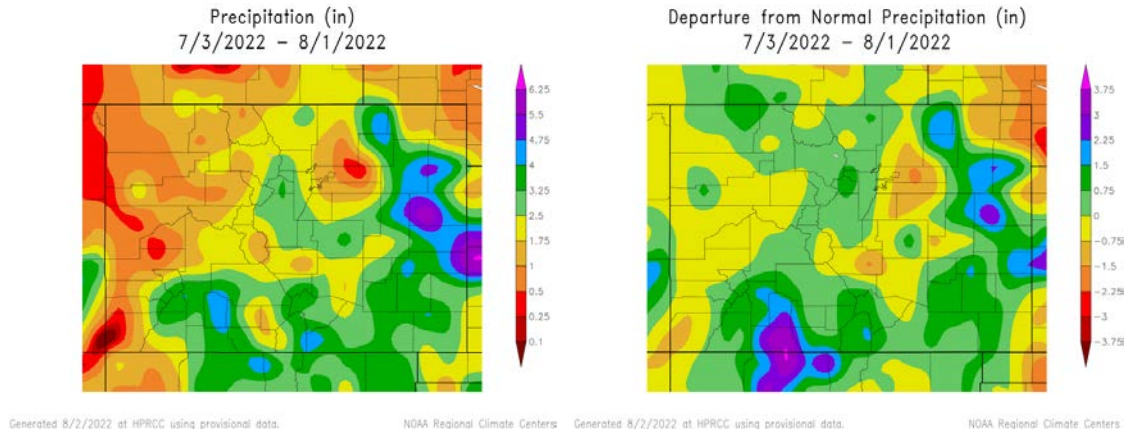 Precipitation (in)
7/3/2022 – 8/1/2022
6.25
5.5
4.75
4
3.25
2.5
1.75
1
0.5
0.25
0.1
Generated 8/2/2022 at HPRCC using provisional data.
NOAA Regional Climate Centers
Departure from Normal Precipitation (in)
7/3/2022 – 8/1/2022
3.75
3
2.25
1.5
0.75
0
-0.75
-1.5
-2.25
-3
-3.75
Generated 8/2/2022 at HPRCC using provisional data.
NOAA Regional Climate Centers